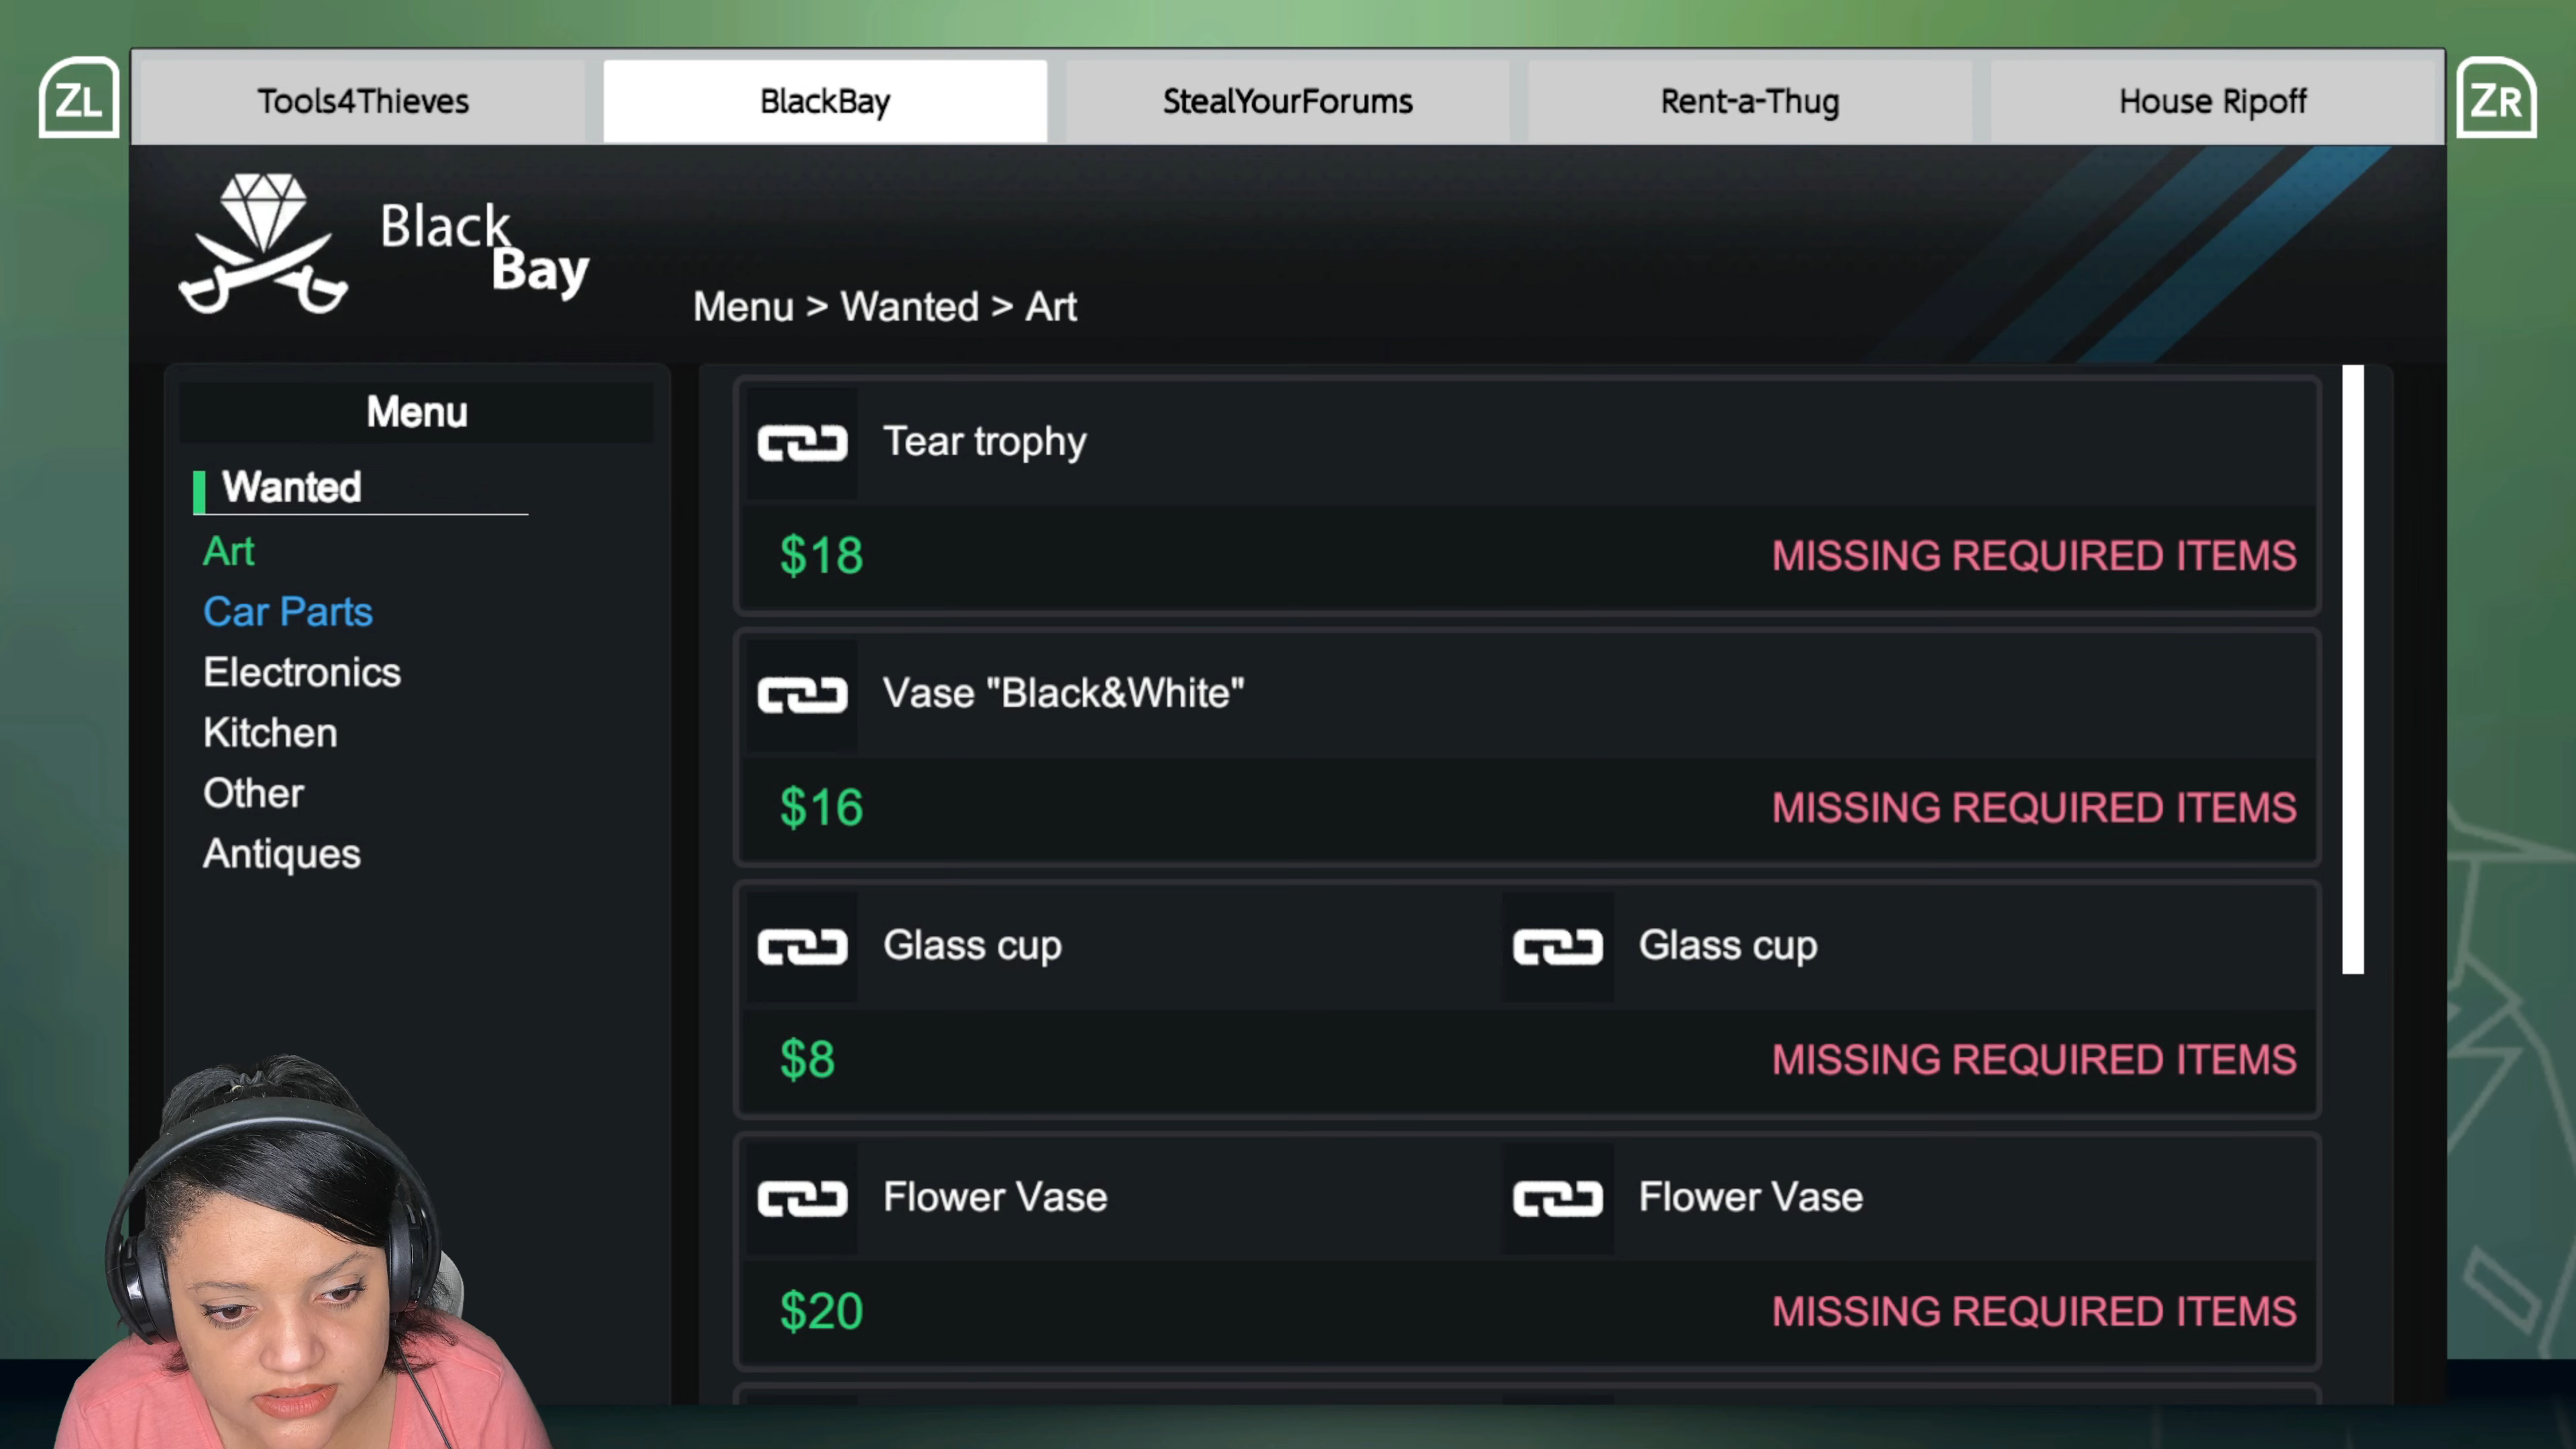 ZL
Tools4Thieves
BlackBay
StealYourForums
Rent-a-Thug
House Ripoff
ZR
Black
Bay
Menu > Wanted > Art
Menu
Wanted
Art
Car Parts
Electronics
Kitchen
Other
Antiques
Tear trophy
$18 MISSING REQUIRED ITEMS
Vase "Black&White"
$16 MISSING REQUIRED ITEMS
Glass cup Glass cup
$8 MISSING REQUIRED ITEMS
Flower Vase Flower Vase
$20 MISSING REQUIRED ITEMS